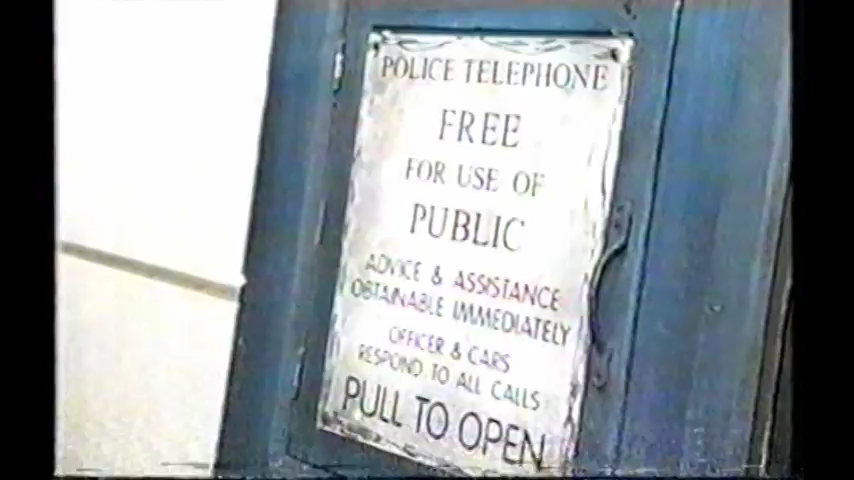 POLICE TELEPHONE
FREE
FOR USE OF
PUBLIC
ADVICE & ASSISTANCE
OBTAINABLE IMMEDIATELY
OFFICER & CARS
RESPOND TO ALL CALLS
PULL TO OPEN